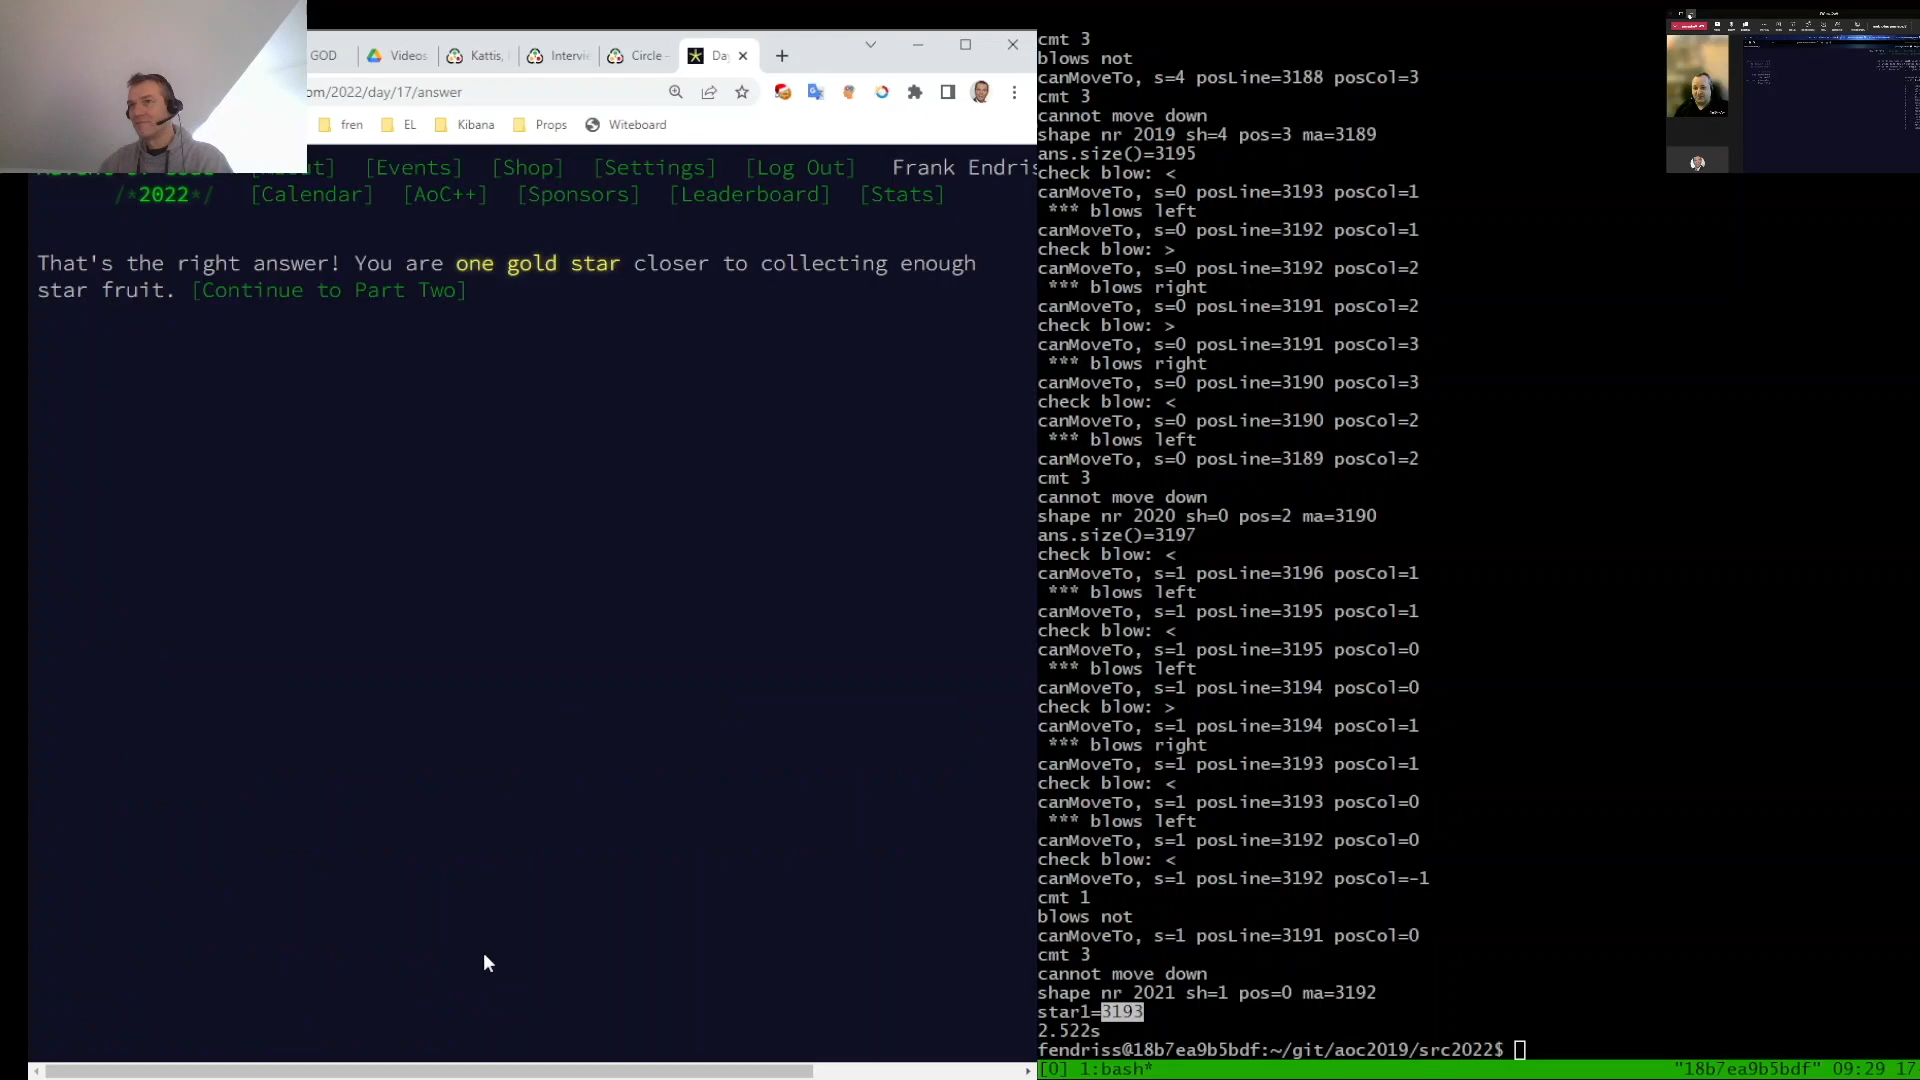 GOD
Videos
Kattis,
Intervie
Circle -
Da
om/2022/day/17/answer
fren
EL
Kibana
Props
Witeboard
[Events]
[Shop]
[Settings]
[Log Out]
Frank Endris
/*2022*/
[Calendar]
[AoC++]
[Sponsors]
[Leaderboard]
[Stats]
That's the right answer! You are one gold star closer to collecting enough
star fruit. [Continue to Part Two]
cmt 3
blows not
canMoveTo, s=4 posLine=3188 posCol=3
cmt 3
cannot move down
shape nr 2019 sh=4 pos=3 ma=3189
ans.size()=3195
check blow: <
canMoveTo, s=0 posLine=3193 posCol=1
*** blows left
canMoveTo, s=0 posLine=3192 posCol=1
check blow: >
canMoveTo, s=0 posLine=3192 posCol=2
*** blows right
canMoveTo, s=0 posLine=3191 posCol=2
check blow: >
canMoveTo, s=0 posLine=3191 posCol=3
*** blows right
canMoveTo, s=0 posLine=3190 posCol=3
check blow: <
canMoveTo, s=0 posLine=3190 posCol=2
*** blows left
canMoveTo, s=0 posLine=3189 posCol=2
cmt 3
cannot move down
shape nr 2020 sh=0 pos=2 ma=3190
ans.size()=3197
check blow: <
canMoveTo, s=1 posLine=3196 posCol=1
*** blows left
canMoveTo, s=1 posLine=3195 posCol=1
check blow: <
canMoveTo, s=1 posLine=3195 posCol=0
*** blows left
canMoveTo, s=1 posLine=3194 posCol=0
check blow: >
canMoveTo, s=1 posLine=3194 posCol=1
*** blows right
canMoveTo, s=1 posLine=3193 posCol=1
check blow: <
canMoveTo, s=1 posLine=3193 posCol=0
*** blows left
canMoveTo, s=1 posLine=3192 posCol=0
check blow: <
canMoveTo, s=1 posLine=3192 posCol=-1
cmt 1
blows not
canMoveTo, s=1 posLine=3191 posCol=0
cmt 3
cannot move down
shape nr 2021 sh=1 pos=0 ma=3192
star1=3193
2.522s
fendriss@18b7ea9b5bdf:~/git/aoc2019/src2022$
[0] 1:bash*
"18b7ea9b5bdf" 09:29 17